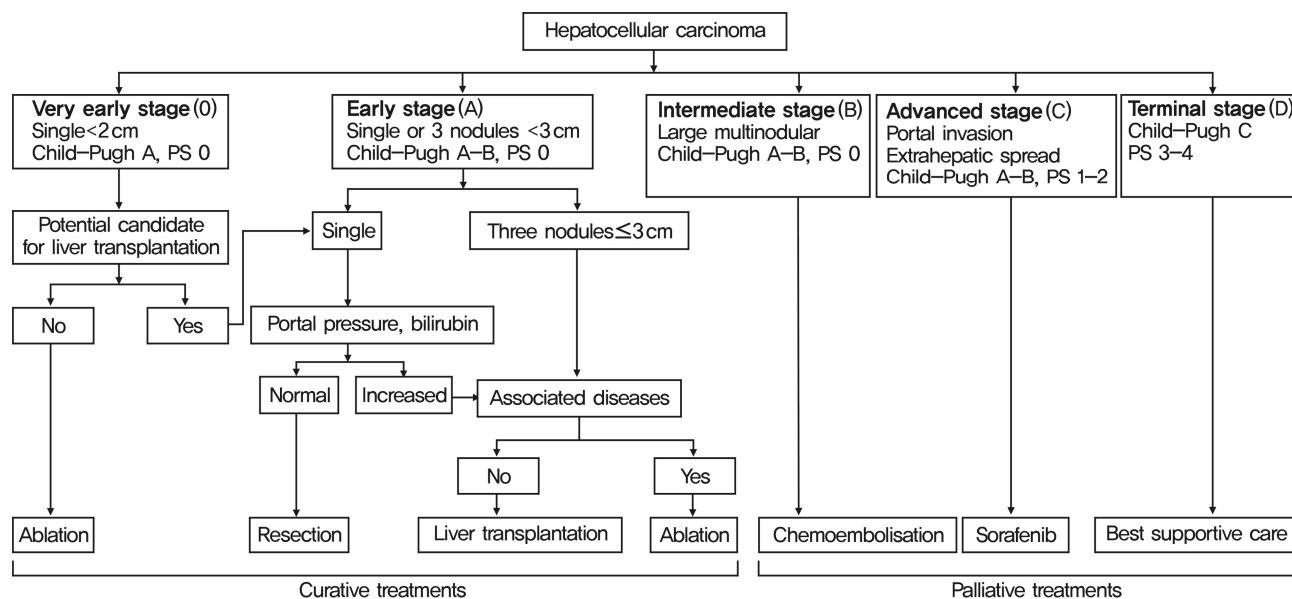 Hepatocellular carcinoma
Very early stage (0)
Single<2 cm
Child–Pugh A, PS 0
Early stage (A)
Single or 3 nodules <3 cm
Child–Pugh A–B, PS 0
Intermediate stage (B)
Large multinodular
Child–Pugh A–B, PS 0
Advanced stage (C)
Portal invasion
Extrahepatic spread
Child–Pugh A–B, PS 1–2
Terminal stage (D)
Child–Pugh C
PS 3–4
Potential candidate
for liver transplantation
Single
Three nodules≤3 cm
No
Yes
Portal pressure, bilirubin
Normal
Increased
Associated diseases
No
Yes
Ablation
Resection
Liver transplantation
Ablation
Chemoembolisation
Sorafenib
Best supportive care
Curative treatments
Palliative treatments